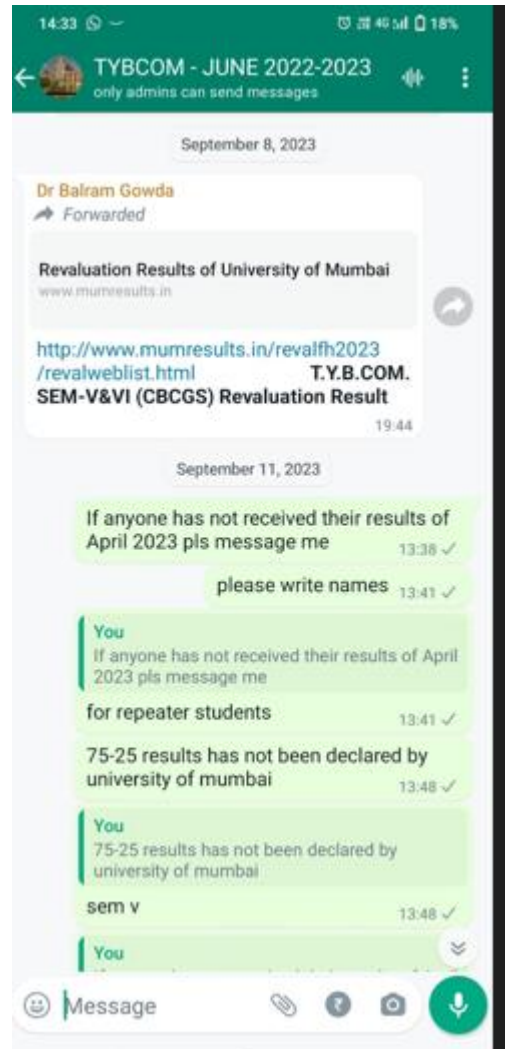 14:33
4G 18%
TYBCOM - JUNE 2022-2023
only admins can send messages
September 8, 2023
Dr Balram Gowda
Forwarded
Revaluation Results of University of Mumbai
www.mumresults.in
http://www.mumresults.in/revalfh2023
/revalweblist.html T.Y.B.COM.
SEM-V&VI (CBCGS) Revaluation Result
19:44
September 11, 2023
If anyone has not received their results of
April 2023 pls message me 13:38
please write names 13:41
You
If anyone has not received their results of April
2023 pls message me
for repeater students 13:41
75-25 results has not been declared by
university of mumbai 13:48
You
75-25 results has not been declared by
university of mumbai
sem v 13:48
You
Message